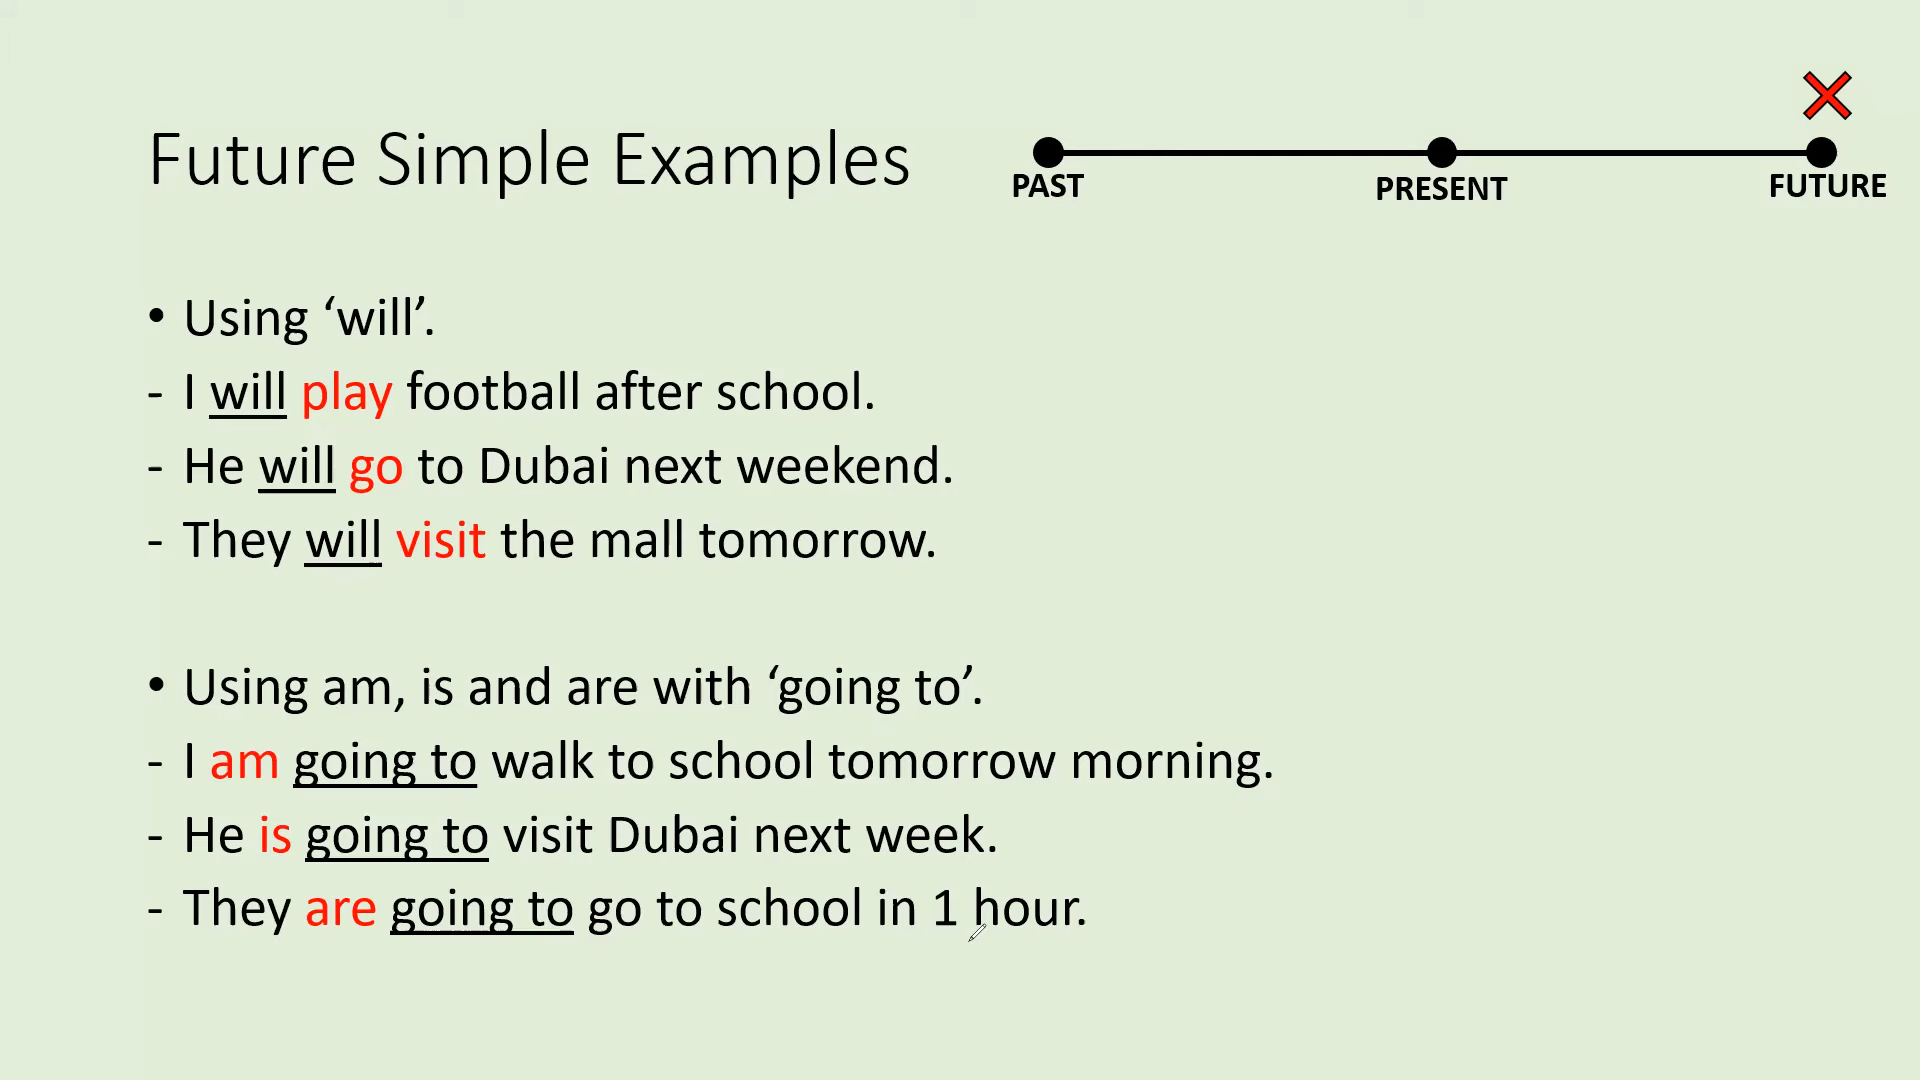 Future Simple Examples
PAST
PRESENT
FUTURE
• Using ‘will’.
- I will play football after school.
- He will go to Dubai next weekend.
- They will visit the mall tomorrow.
• Using am, is and are with ‘going to’.
- I am going to walk to school tomorrow morning.
- He is going to visit Dubai next week.
- They are going to go to school in 1 hour.